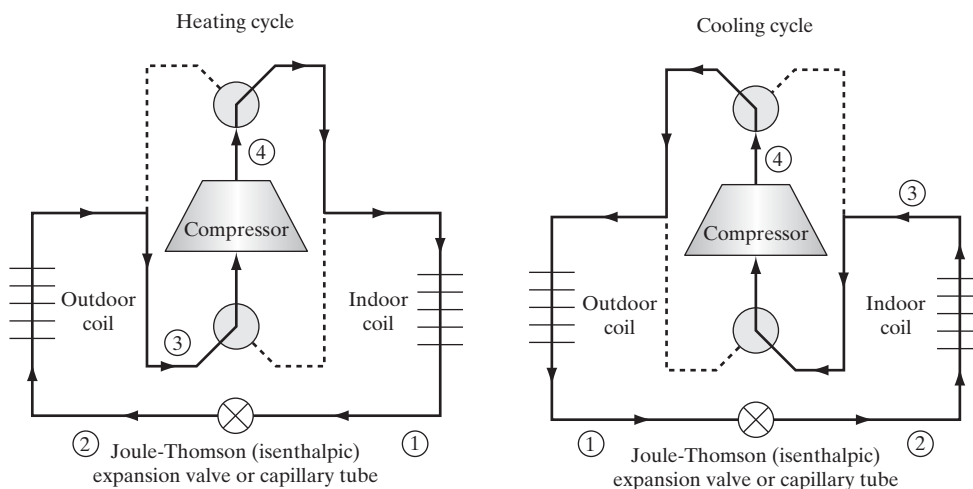 Heating cycle
④
Compressor
Outdoor
coil
Indoor
coil
③
②
①
Joule-Thomson (isenthalpic)
expansion valve or capillary tube
Cooling cycle
④
③
Compressor
Outdoor
coil
Indoor
coil
①
②
Joule-Thomson (isenthalpic)
expansion valve or capillary tube